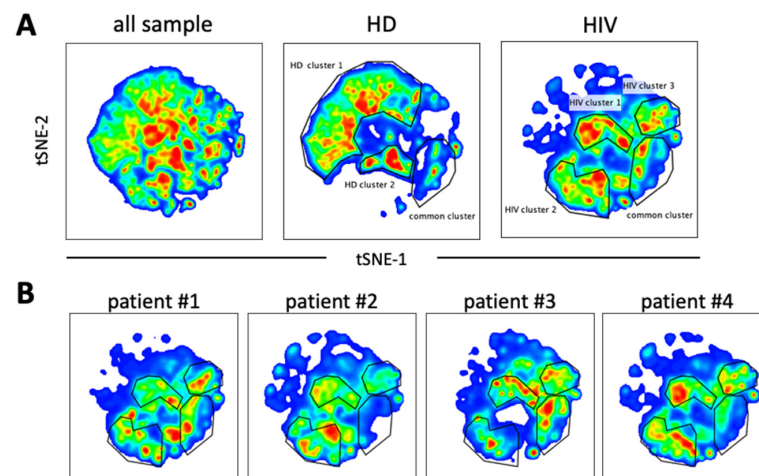 A
all sample
HD
HIV
HD cluster 1
HD cluster 2
common cluster
HIV cluster 3
HIV cluster 1
HIV cluster 2
common cluster
tSNE-2
tSNE-1
B
patient #1
patient #2
patient #3
patient #4